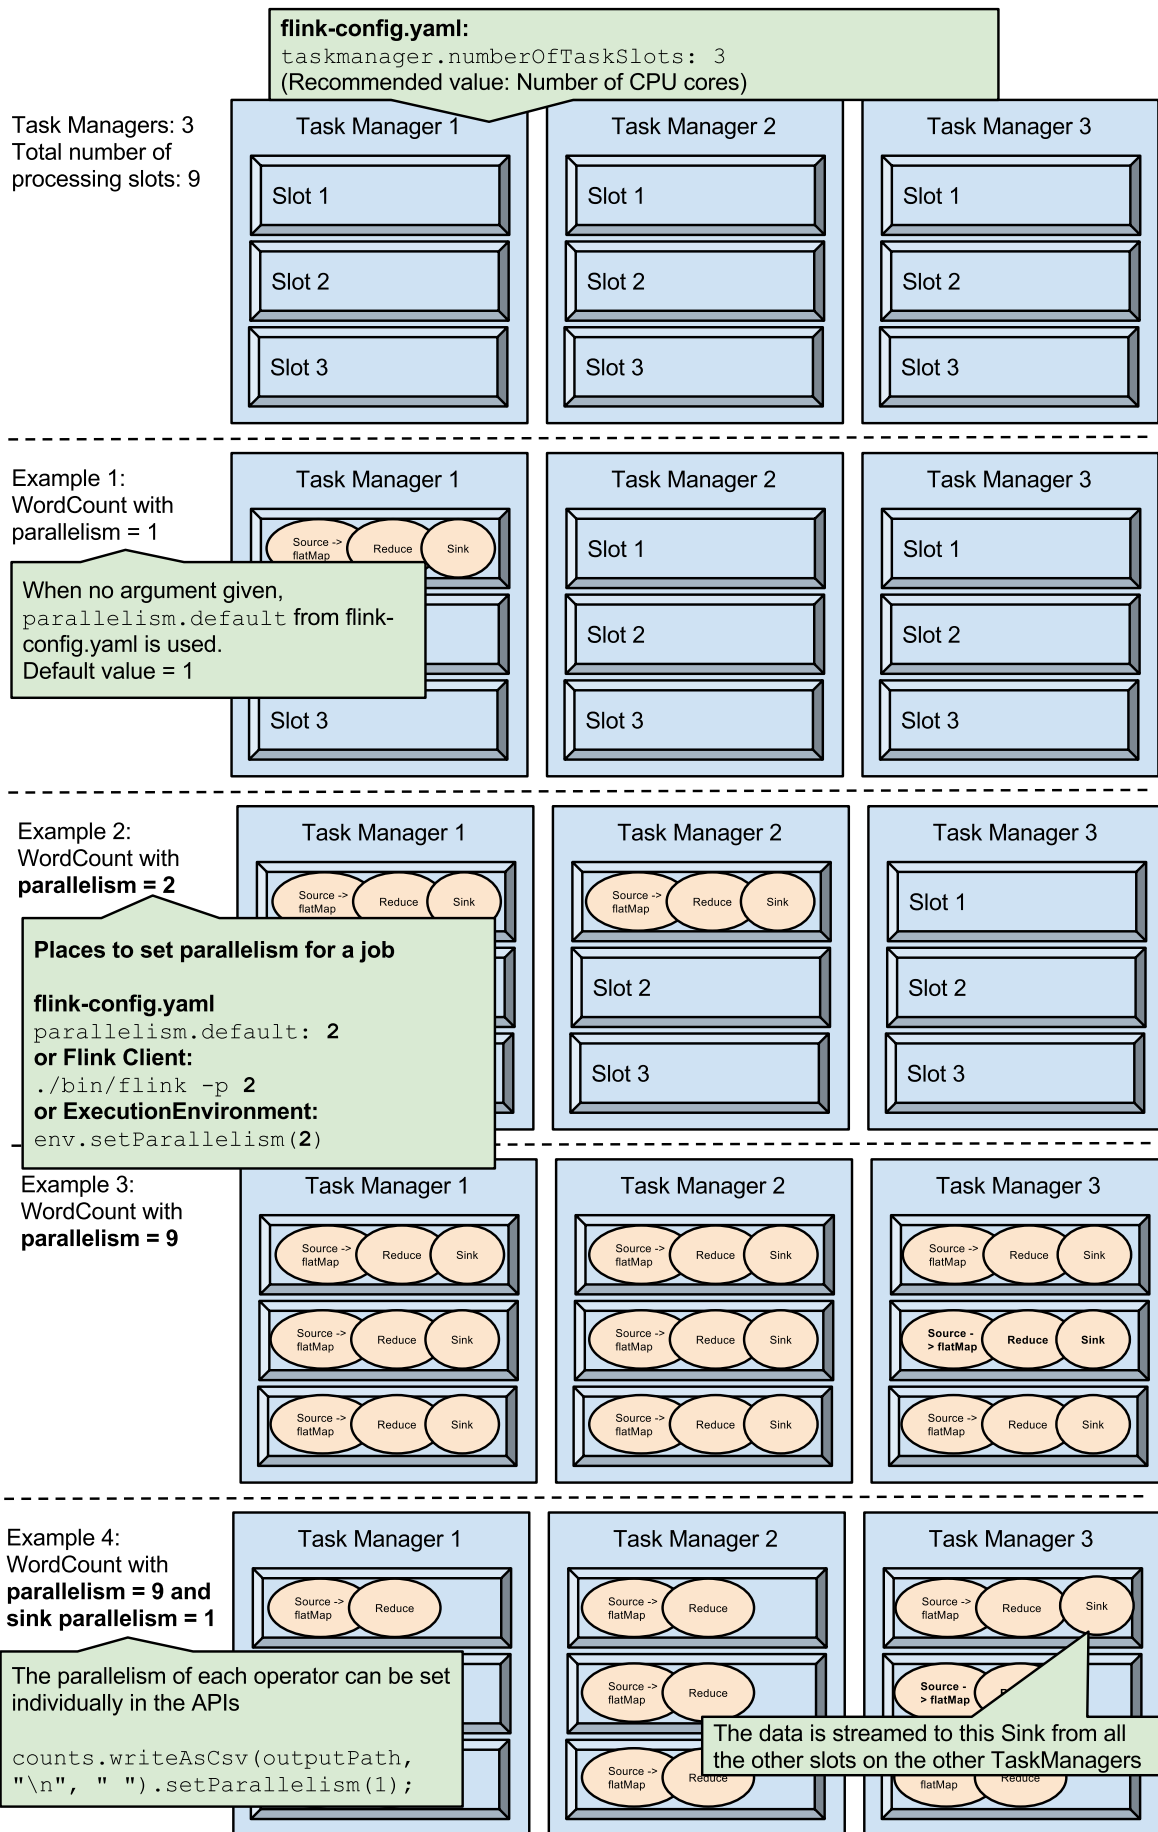 flink-config.yaml:
taskmanager.numberOfTaskSlots: 3
(Recommended value: Number of CPU cores)
Task Managers: 3
Total number of
processing slots: 9
Task Manager 1
Slot 1
Slot 2
Slot 3
Task Manager 2
Slot 1
Slot 2
Slot 3
Task Manager 3
Slot 1
Slot 2
Slot 3
Example 1:
WordCount with
parallelism = 1
When no argument given,
parallelism.default from flink-
config.yaml is used.
Default value = 1
Task Manager 1
Source ->
flatMap
Reduce
Sink
Slot 3
Task Manager 2
Slot 1
Slot 2
Slot 3
Task Manager 3
Slot 1
Slot 2
Slot 3
Example 2:
WordCount with
parallelism = 2
Places to set parallelism for a job
flink-config.yaml
parallelism.default: 2
or Flink Client:
./bin/flink -p 2
or ExecutionEnvironment:
env.setParallelism(2)
Task Manager 1
Source ->
flatMap
Reduce
Sink
Task Manager 2
Source ->
flatMap
Reduce
Sink
Slot 2
Slot 3
Task Manager 3
Slot 1
Slot 2
Slot 3
Example 3:
WordCount with
parallelism = 9
Task Manager 1
Source ->
flatMap
Reduce
Sink
Source ->
flatMap
Reduce
Sink
Source ->
flatMap
Reduce
Sink
Task Manager 2
Source ->
flatMap
Reduce
Sink
Source ->
flatMap
Reduce
Sink
Source ->
flatMap
Reduce
Sink
Task Manager 3
Source ->
flatMap
Reduce
Sink
Source -
> flatMap
Reduce
Sink
Source ->
flatMap
Reduce
Sink
Example 4:
WordCount with
parallelism = 9 and
sink parallelism = 1
The parallelism of each operator can be set
individually in the APIs
counts.writeAsCsv(outputPath,
"\n", " ").setParallelism(1);
Task Manager 1
Source ->
flatMap
Reduce
Task Manager 2
Source ->
flatMap
Reduce
Source ->
flatMap
Reduce
Source ->
flatMap
Reduce
Task Manager 3
Source ->
flatMap
Reduce
Sink
Source -
> flatMap
The data is streamed to this Sink from all
the other slots on the other TaskManagers
flatMap
Reduce